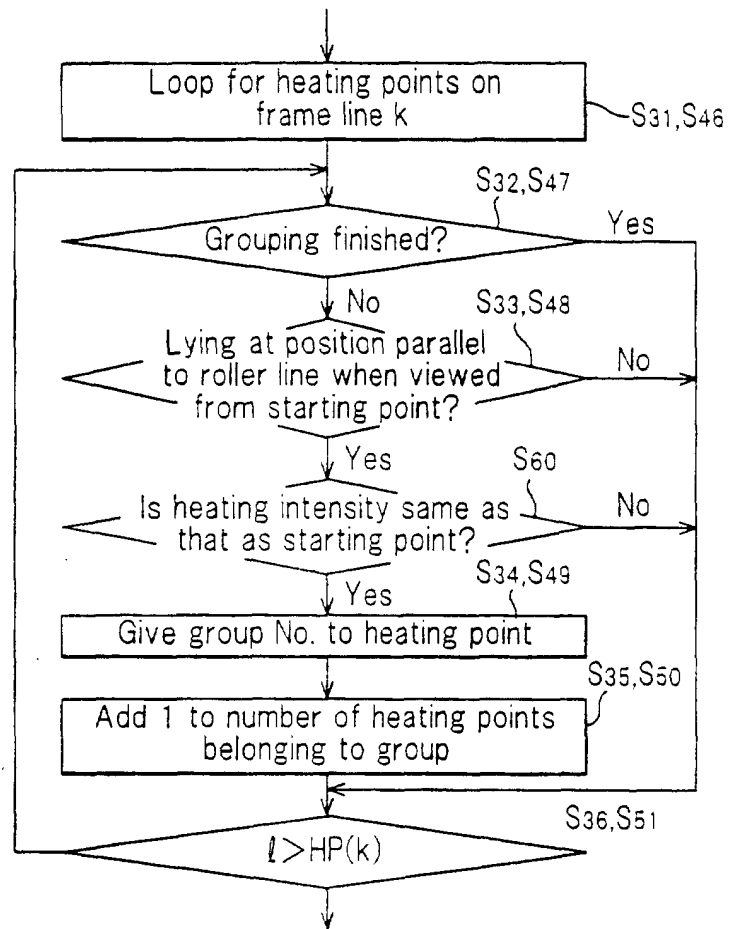 Loop for heating points on
frame line k
S31,S46
S32,S47
Grouping finished?
Yes
No
S33,S48
Lying at position parallel
to roller line when viewed
from starting point?
No
Yes
S60
Is heating intensity same as
that as starting point?
No
Yes
S34,S49
Give group No. to heating point
S35,S50
Add 1 to number of heating points
belonging to group
S36,S51
ℓ>HP(k)